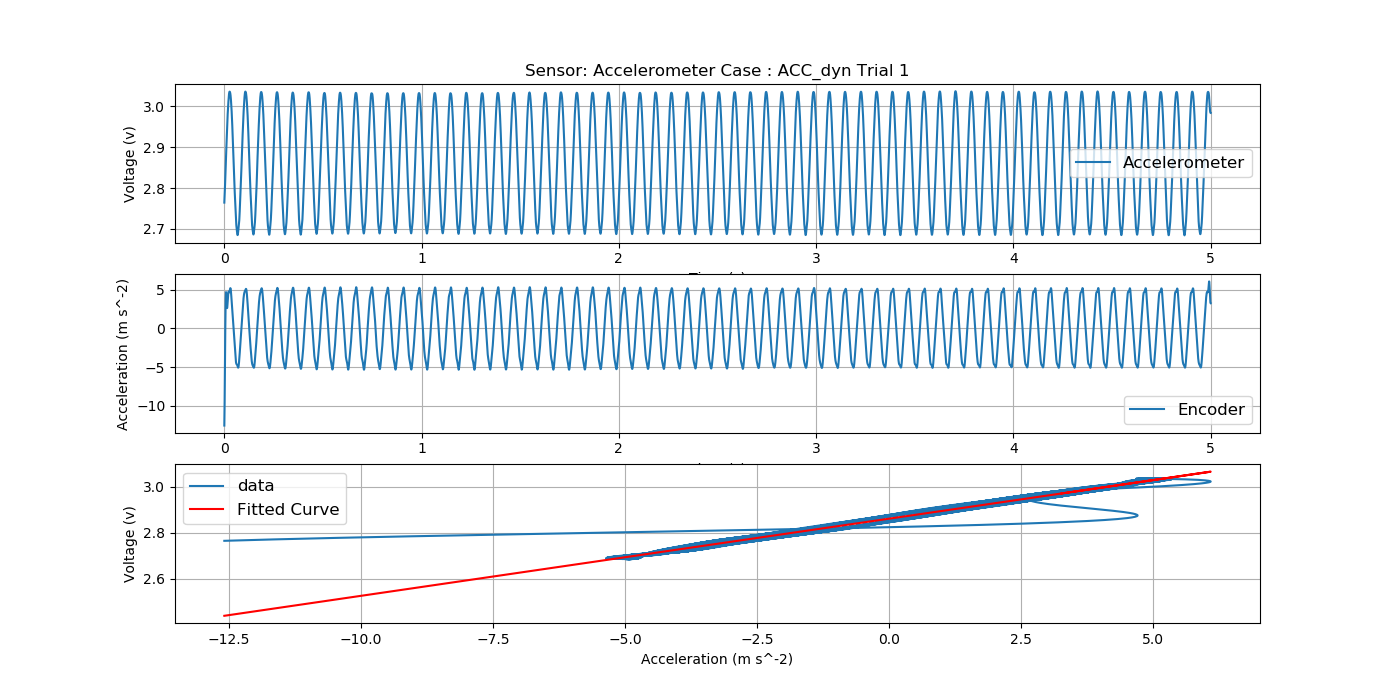 Sensor: Accelerometer Case : ACC_dyn Trial 1
Voltage (v)
3.0
2.9
2.8
2.7
Accelerometer
0 1 2 3 4 5
Acceleration (m s^-2)
5
0
−5
−10
Encoder
0 1 2 3 4 5
Voltage (v)
3.0
2.8
2.6
data
Fitted Curve
−12.5 −10.0 −7.5 −5.0 −2.5 0.0 2.5 5.0
Acceleration (m s^-2)